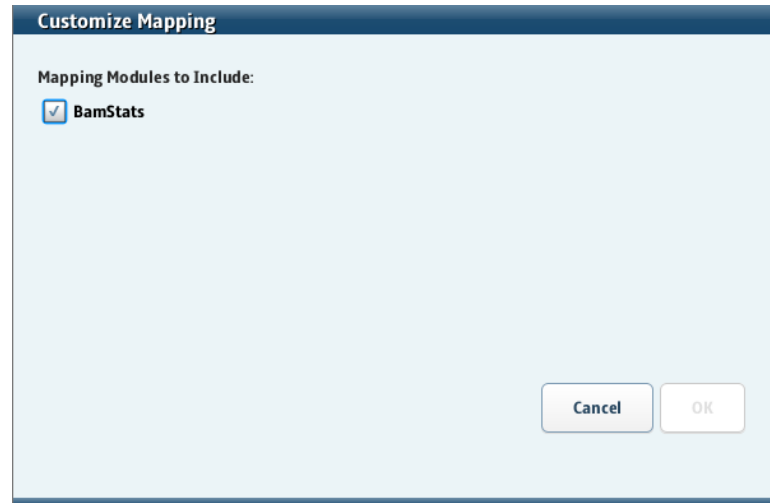 Customize Mapping
Mapping Modules to Include:
BamStats
Cancel
OK